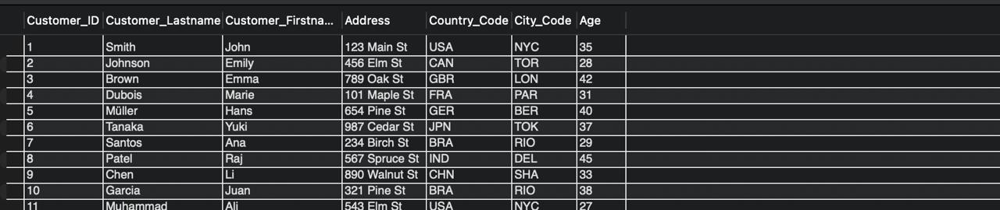 Customer_ID Customer_Lastname Customer_Firstna... Address Country_Code City_Code Age
1 Smith John 123 Main St USA NYC 35
2 Johnson Emily 456 Elm St CAN TOR 28
3 Brown Emma 789 Oak St GBR LON 42
4 Dubois Marie 101 Maple St FRA PAR 31
5 Müller Hans 654 Pine St GER BER 40
6 Tanaka Yuki 987 Cedar St JPN TOK 37
7 Santos Ana 234 Birch St BRA RIO 29
8 Patel Raj 567 Spruce St IND DEL 45
9 Chen Li 890 Walnut St CHN SHA 33
10 Garcia Juan 321 Pine St BRA RIO 38
11 Muhammad Ali 543 Elm St USA NYC 27